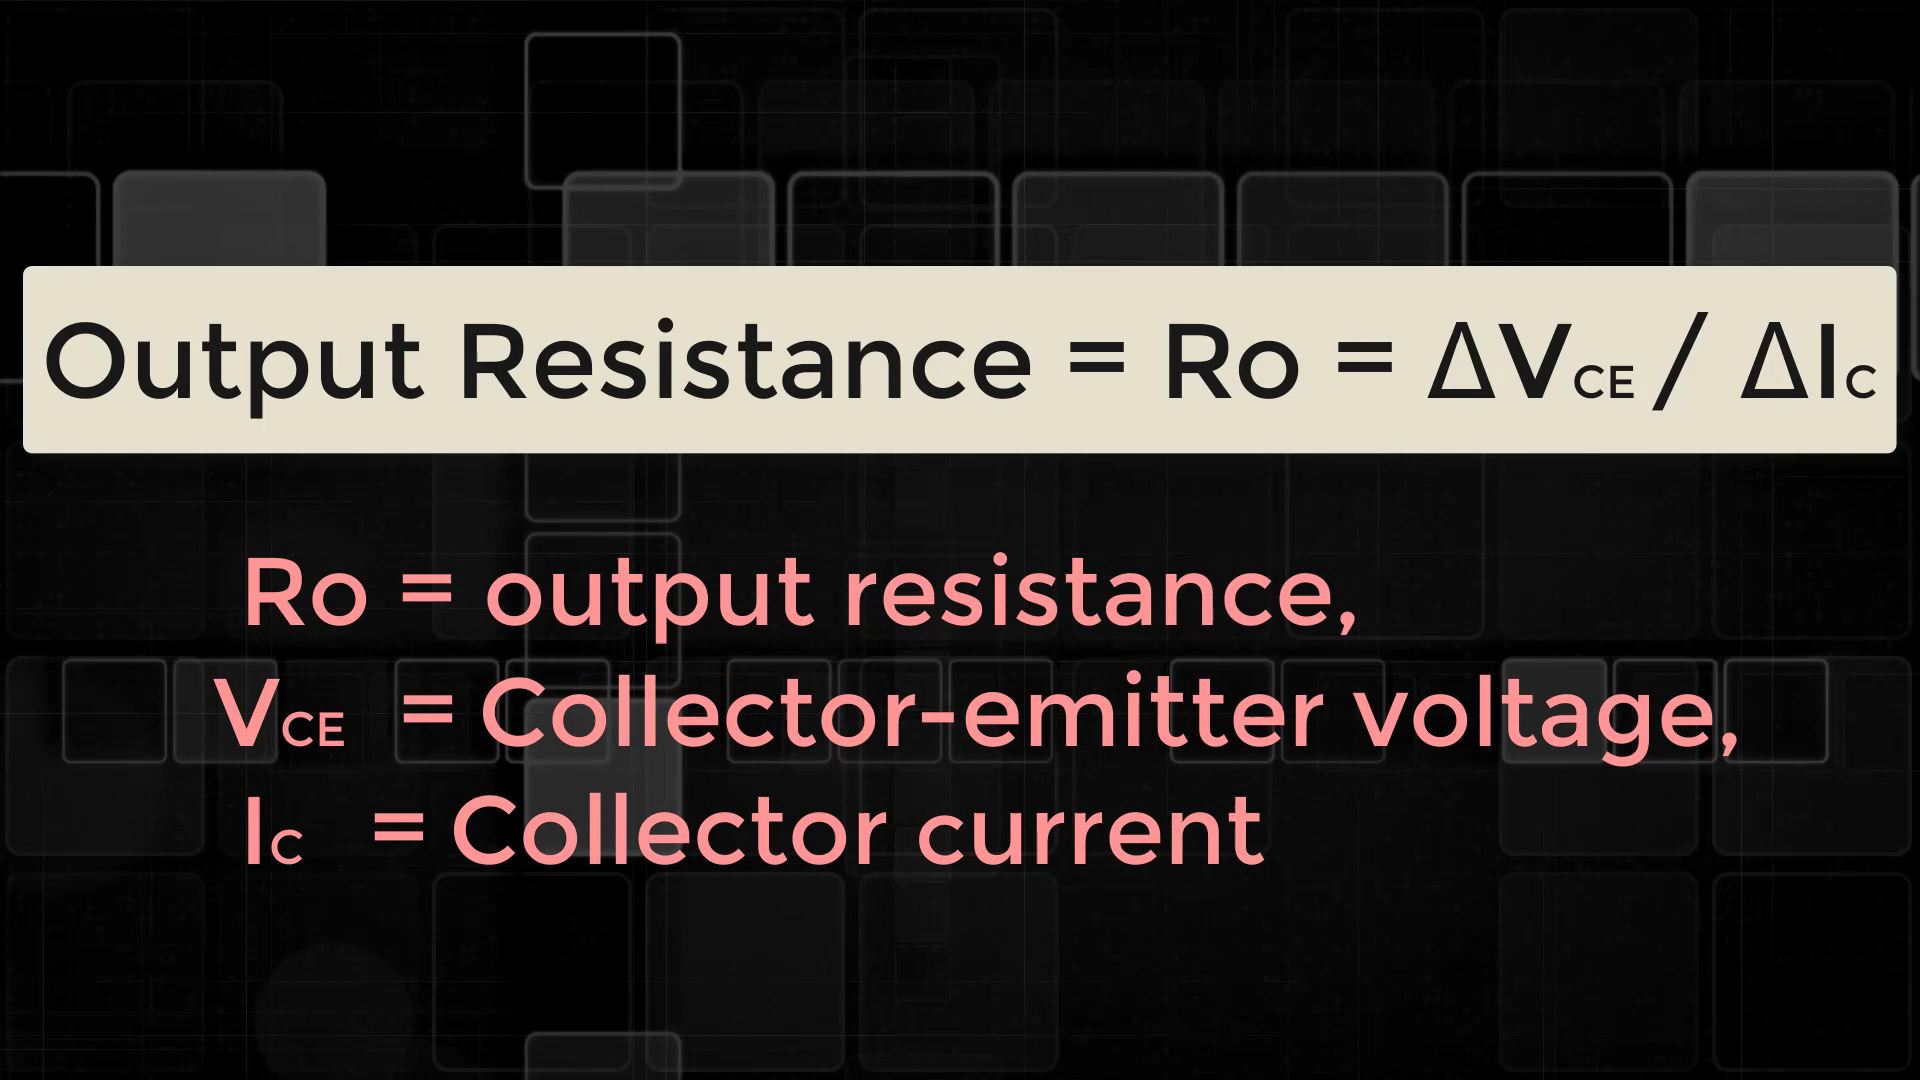 Output Resistance = Ro = ΔVCE / ΔIC
Ro = output resistance,
VCE = Collector-emitter voltage,
IC = Collector current